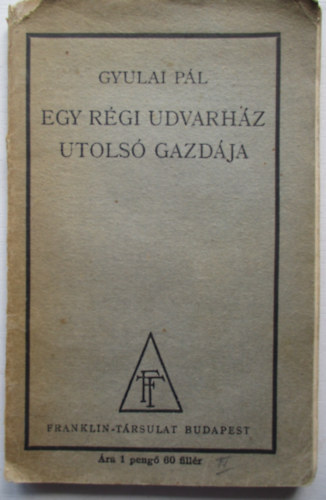 GYULAI PÁL
EGY RÉGI UDVARHÁZ
UTOLSÓ GAZDÁJA
FT
FRANKLIN-TÁRSULAT BUDAPEST
Ára 1 pengő 60 fillér